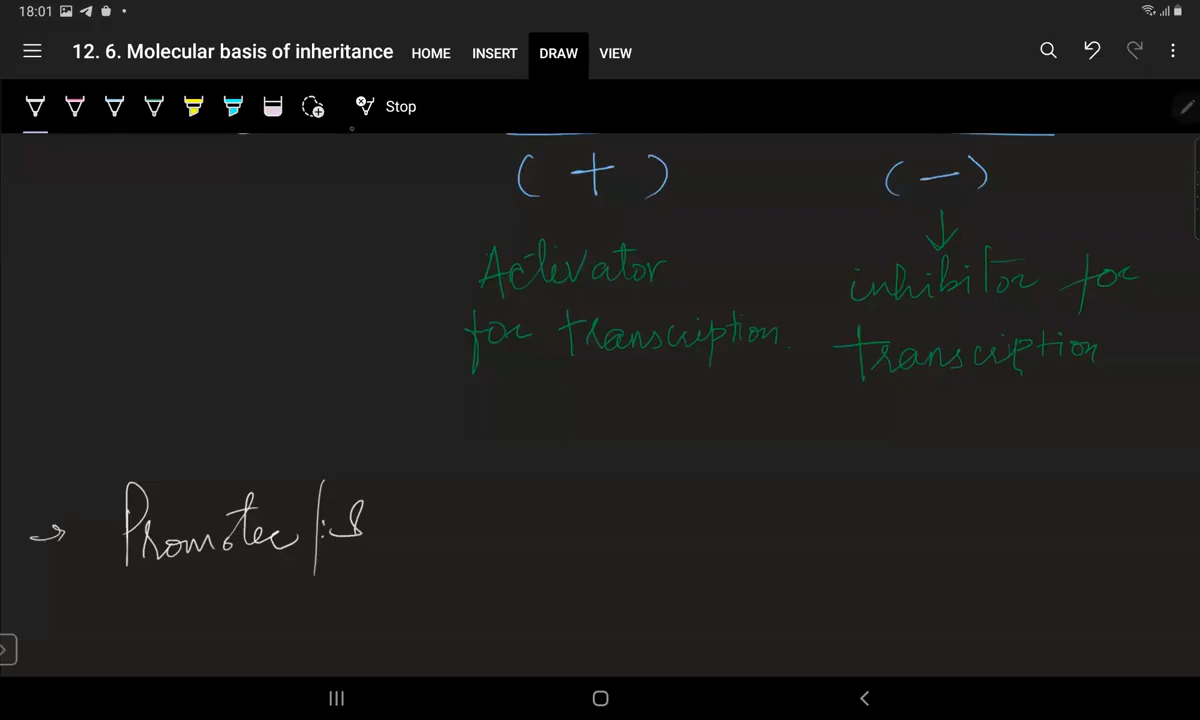 18:01
12. 6. Molecular basis of inheritance HOME INSERT DRAW VIEW
Stop
( + ) ( - )
↓
Activator inhibitor for
for transcription. transcription
→ Promoter